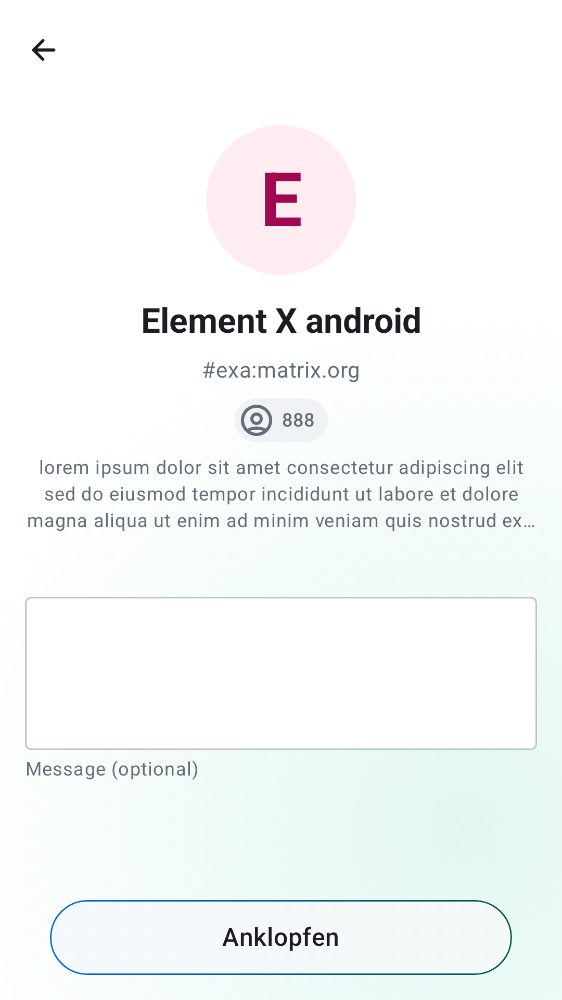 E
Element X android
#exa:matrix.org
888
lorem ipsum dolor sit amet consectetur adipiscing elit
sed do eiusmod tempor incididunt ut labore et dolore
magna aliqua ut enim ad minim veniam quis nostrud ex…
Message (optional)
Anklopfen